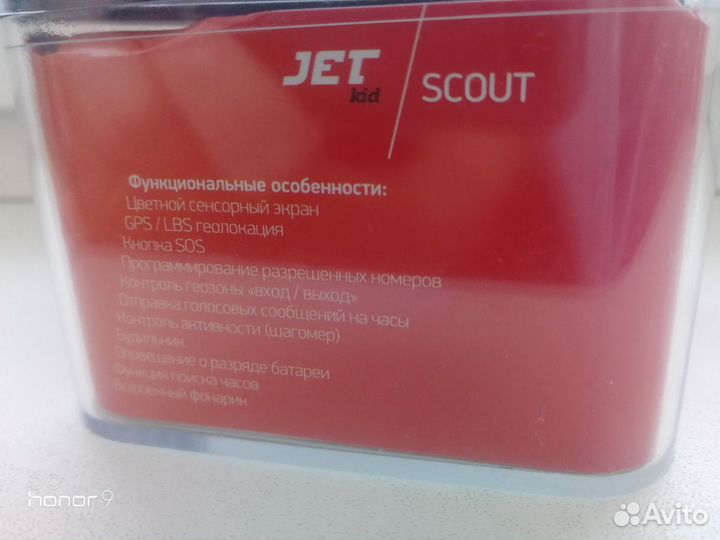 JET kid / SCOUT
Функциональные особенности:
Цветной сенсорный экран
GPS / LBS геолокация
Кнопка SOS
Программирование разрешенных номеров
Контроль геозоны «вход / выход»
Отправка голосовых сообщений на часы
Контроль активности (шагомер)
Будильник
Оповещение о разряде батареи
Функция поиска часов
Встроенный фонарик
honor 9
Avito